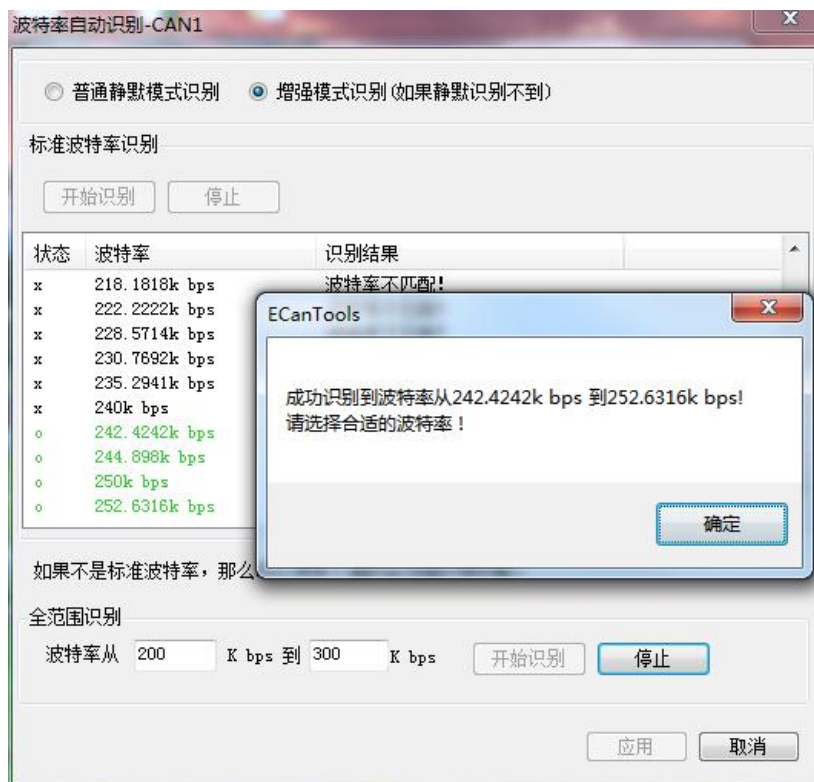 波特率自动识别-CAN1
普通静默模式识别 增强模式识别(如果静默识别不到)
标准波特率识别
开始识别 停止
状态 波特率 识别结果
x 218.1818k bps 波特率不匹配!
x 222.2222k bps
x 228.5714k bps
x 230.7692k bps
x 235.2941k bps
x 240k bps
o 242.4242k bps
o 244.898k bps
o 250k bps
o 252.6316k bps
ECanTools
成功识别到波特率从242.4242k bps 到252.6316k bps!
请选择合适的波特率！
确定
如果不是标准波特率，那么
全范围识别
波特率从 200 K bps 到 300 K bps 开始识别 停止
应用 取消